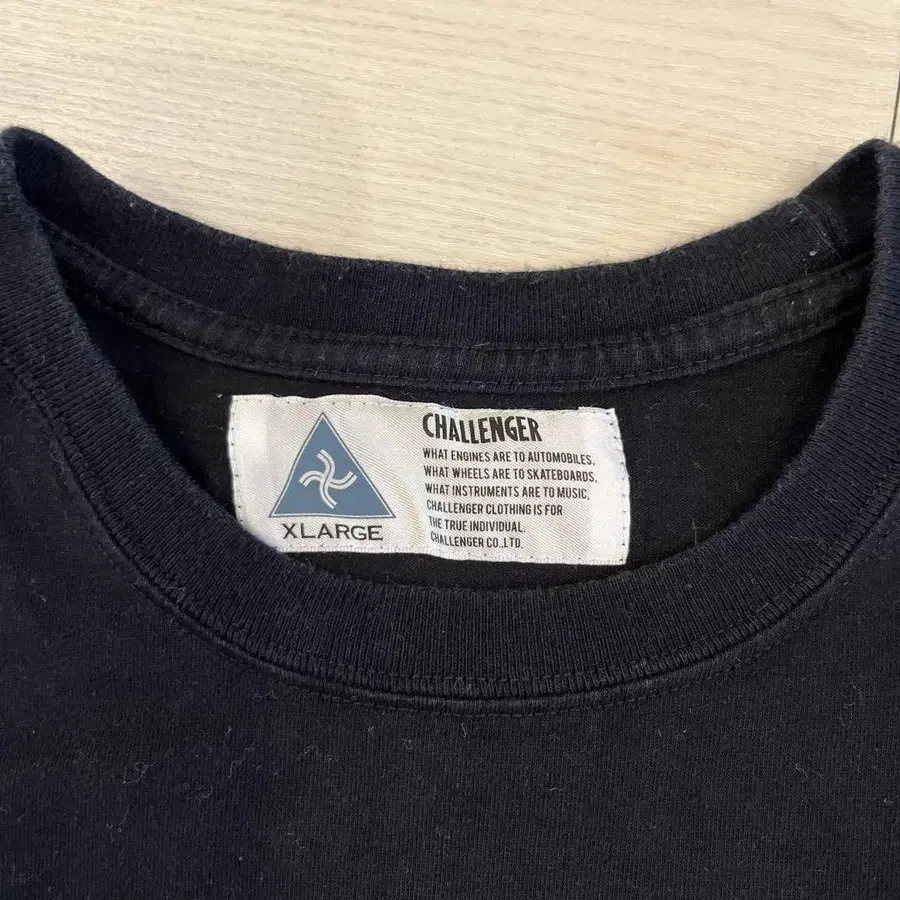 XLARGE
CHALLENGER
WHAT ENGINES ARE TO AUTOMOBILES,
WHAT WHEELS ARE TO SKATEBOARDS,
WHAT INSTRUMENTS ARE TO MUSIC,
CHALLENGER CLOTHING IS FOR
THE TRUE INDIVIDUAL.
CHALLENGER CO.,LTD.